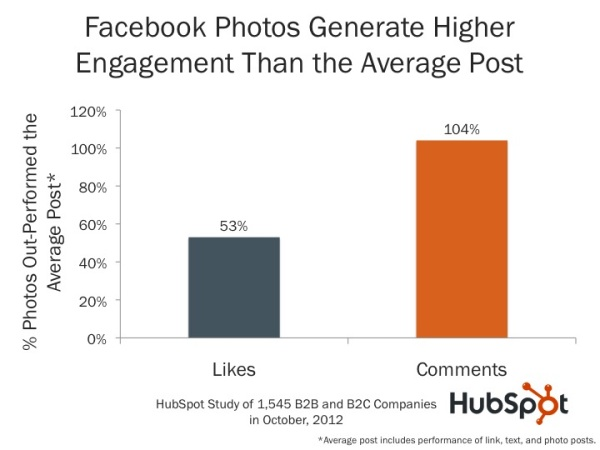 Facebook Photos Generate Higher
Engagement Than the Average Post
% Photos Out-Performed the
Average Post*
120%
100%
80%
60%
40%
20%
0%
53%
104%
Likes
Comments
HubSpot Study of 1,545 B2B and B2C Companies
in October, 2012
HubSpot
*Average post includes performance of link, text, and photo posts.